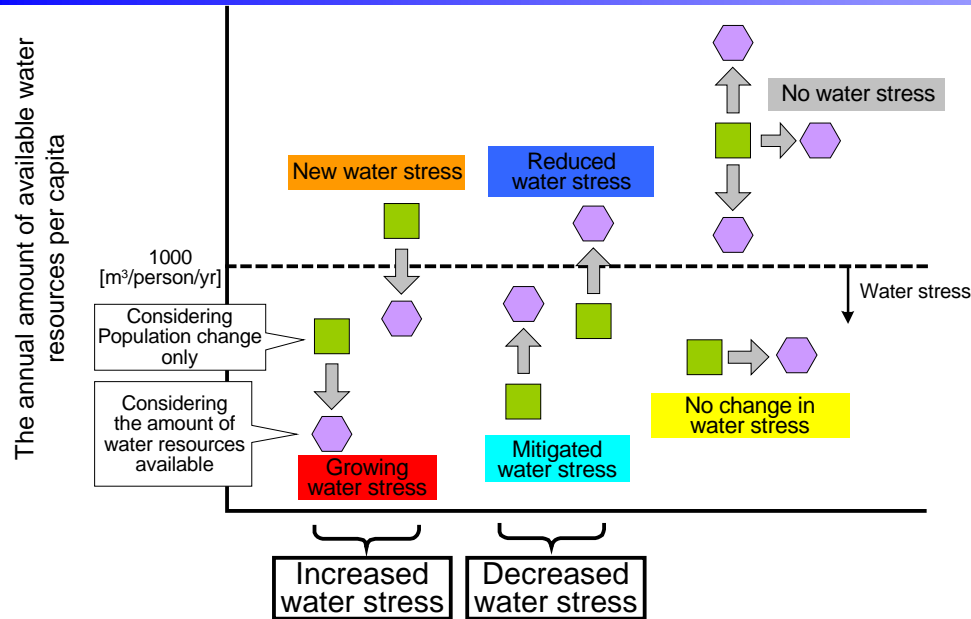 The annual amount of available water
resources per capita
No water stress
New water stress
Reduced
water stress
1000
[m³/person/yr]
Water stress
Considering
Population change
only
Considering
the amount of
water resources
available
No change in
water stress
Mitigated
water stress
Growing
water stress
Increased
water stress
Decreased
water stress